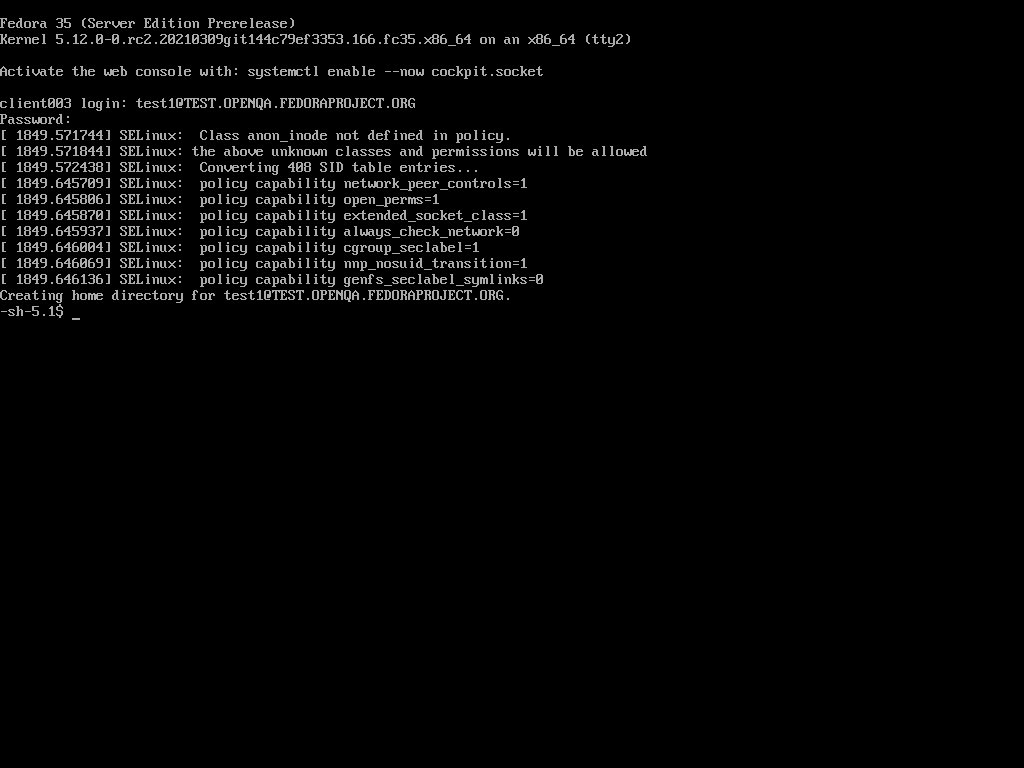 Fedora 35 (Server Edition Prerelease)
Kernel 5.12.0-0.rc2.20210309git144c79ef3353.166.fc35.x86_64 on an x86_64 (tty2)
Activate the web console with: systemctl enable --now cockpit.socket
client003 login: test1@TEST.OPENQA.FEDORAPROJECT.ORG
Password:
[ 1849.571744] SELinux:  Class anon_inode not defined in policy.
[ 1849.571844] SELinux: the above unknown classes and permissions will be allowed
[ 1849.572438] SELinux:  Converting 408 SID table entries...
[ 1849.645709] SELinux:  policy capability network_peer_controls=1
[ 1849.645806] SELinux:  policy capability open_perms=1
[ 1849.645870] SELinux:  policy capability extended_socket_class=1
[ 1849.645937] SELinux:  policy capability always_check_network=0
[ 1849.646004] SELinux:  policy capability cgroup_seclabel=1
[ 1849.646069] SELinux:  policy capability nnp_nosuid_transition=1
[ 1849.646136] SELinux:  policy capability genfs_seclabel_symlinks=0
Creating home directory for test1@TEST.OPENQA.FEDORAPROJECT.ORG.
-sh-5.1$ _